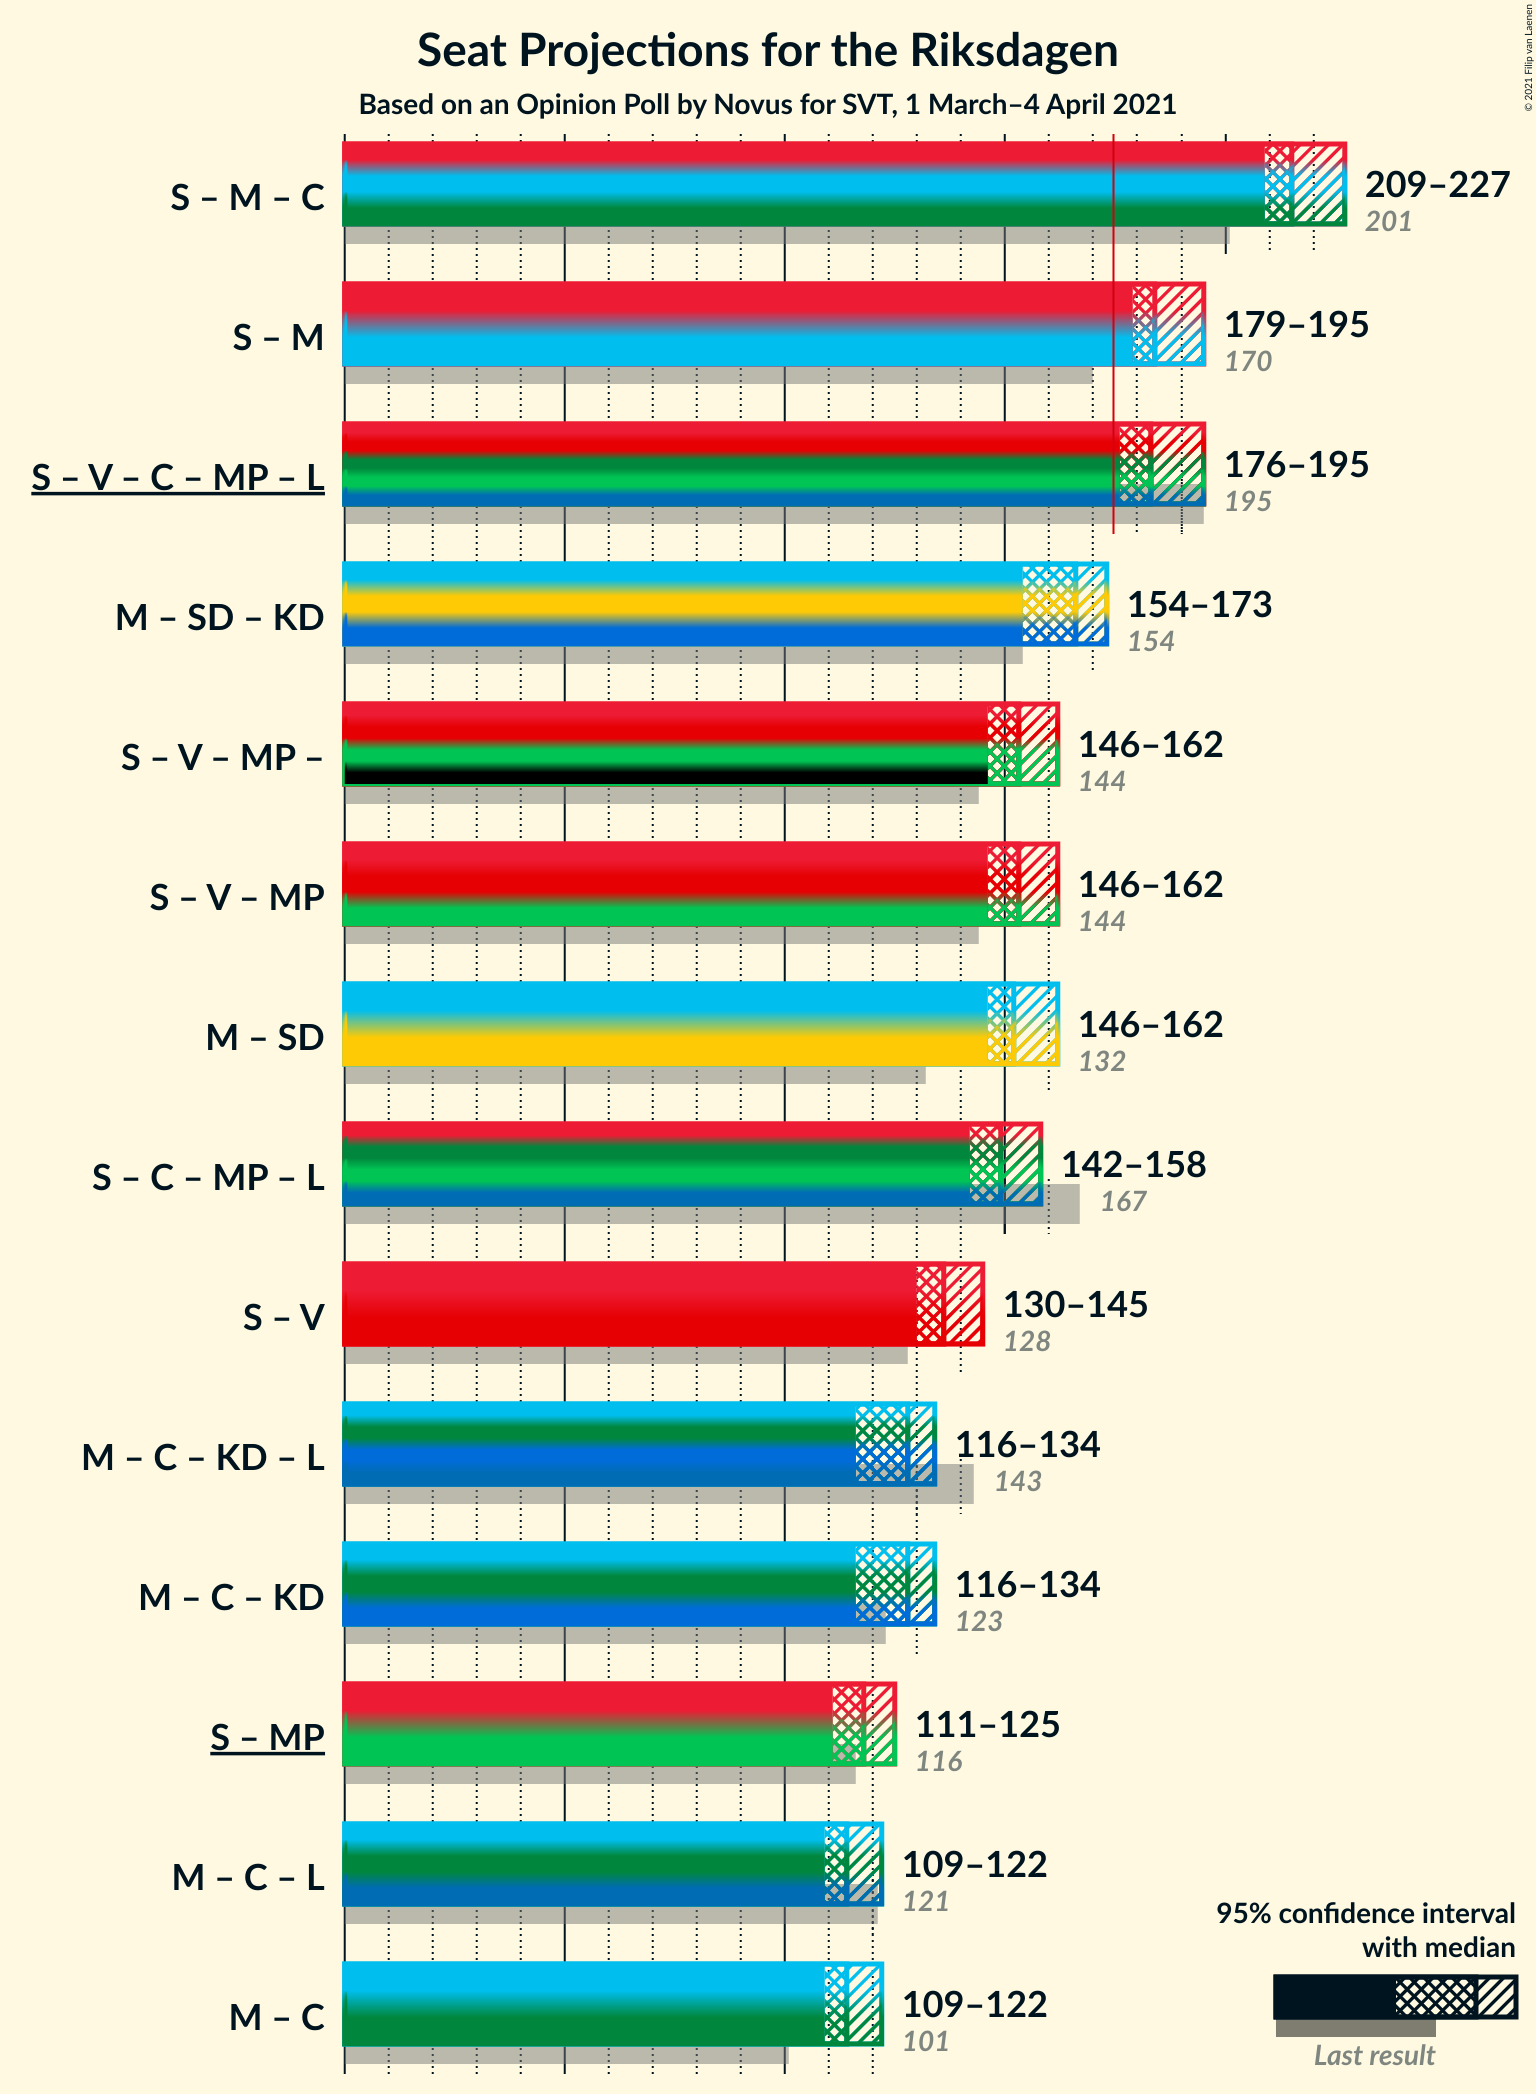 Seat Projections for the Riksdagen
Based on an Opinion Poll by Novus for SVT, 1 March–4 April 2021
© 2021 Filip van Laenen
S – M – C
209–227
201
S – M
179–195
170
S – V – C – MP – L
176–195
195
M – SD – KD
154–173
154
S – V – MP –
146–162
144
S – V – MP
146–162
144
M – SD
146–162
132
S – C – MP – L
142–158
167
S – V
130–145
128
M – C – KD – L
116–134
143
M – C – KD
116–134
123
S – MP
111–125
116
M – C – L
109–122
121
M – C
109–122
101
95% confidence interval
with median
Last result